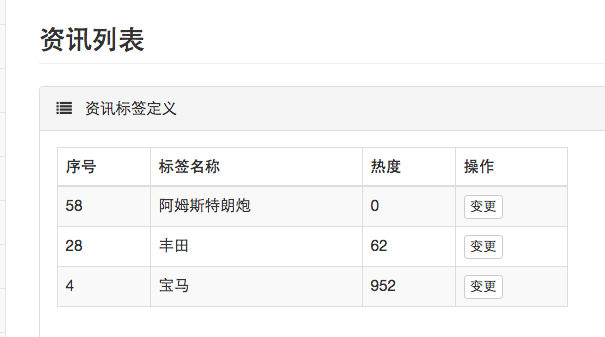 资讯列表
资讯标签定义
序号 标签名称 热度 操作
58 阿姆斯特朗炮 0 变更
28 丰田 62 变更
4 宝马 952 变更